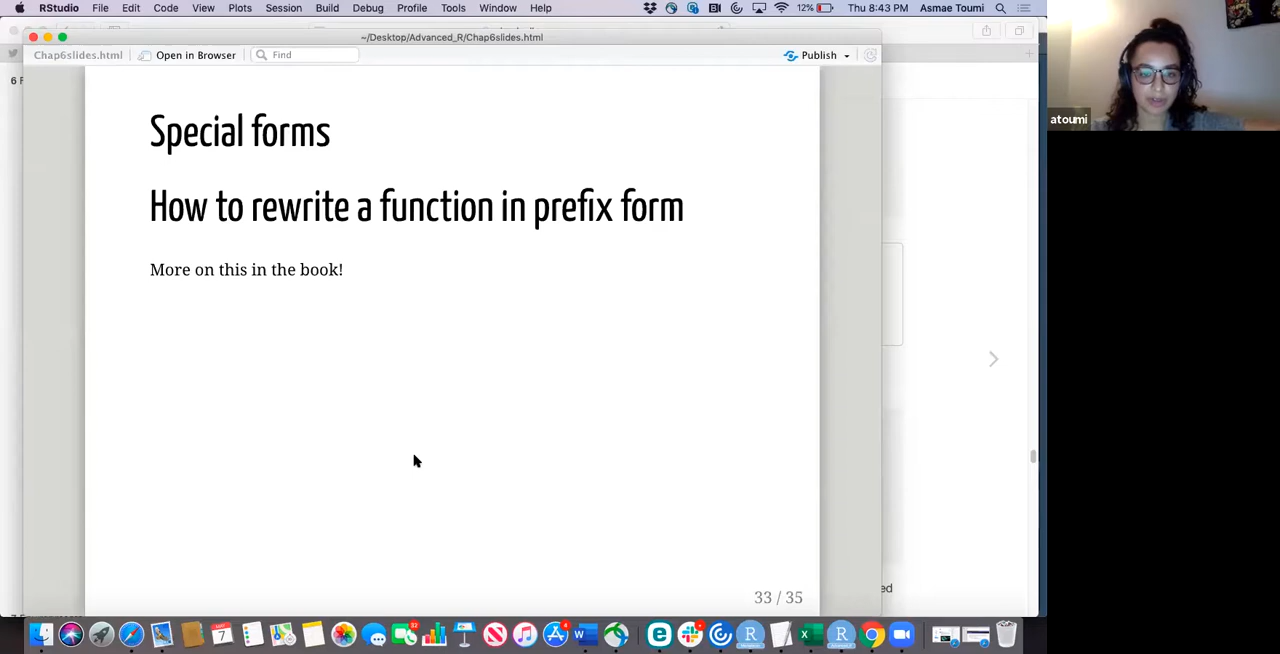 RStudio File Edit Code View Plots Session Build Debug Profile Tools Window Help 12% Thu 8:43 PM Asmae Toumi
~/Desktop/Advanced_R/Chap6slides.html
Chap6slides.html Open in Browser Find Publish
Special forms
How to rewrite a function in prefix form
More on this in the book!
33 / 35
ed
atoumi